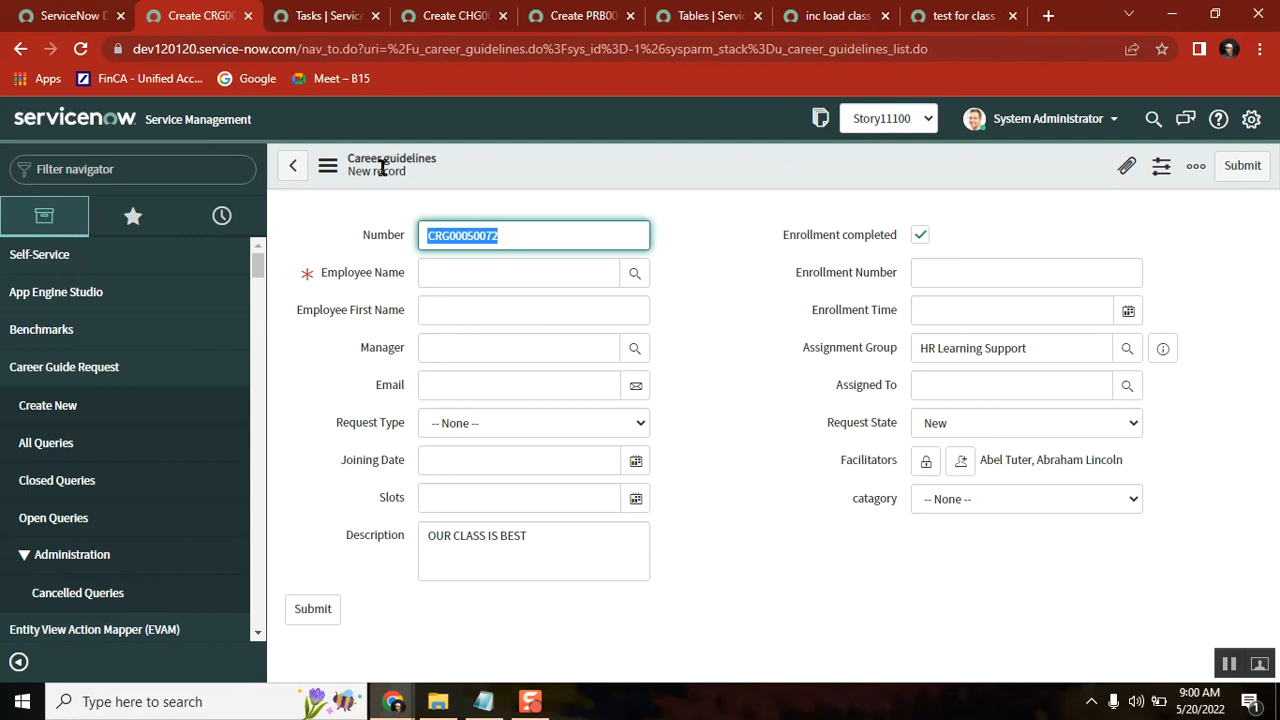 ServiceNow D
Create CRG00
Tasks | Service
Create CHG00
Create PRB00
Tables | Servi
inc load class
test for class
dev120120.service-now.com/nav_to.do?uri=%2Fu_career_guidelines.do%3Fsys_id%3D-1%26sysparm_stack%3Du_career_guidelines_list.do
Apps
FinCA - Unified Acc...
Google
Meet – B15
servicenow Service Management
Story11100
System Administrator
Filter navigator
Self-Service
App Engine Studio
Benchmarks
Career Guide Request
Create New
All Queries
Closed Queries
Open Queries
Administration
Cancelled Queries
Entity View Action Mapper (EVAM)
Career guidelines
New record
Submit
Number
CRG00050072
Employee Name
Employee First Name
Manager
Email
Request Type
-- None --
Joining Date
Slots
Description
OUR CLASS IS BEST
Enrollment completed
Enrollment Number
Enrollment Time
Assignment Group
HR Learning Support
Assigned To
Request State
New
Facilitators
Abel Tuter, Abraham Lincoln
catagory
-- None --
Submit
Type here to search
9:00 AM
5/20/2022
1